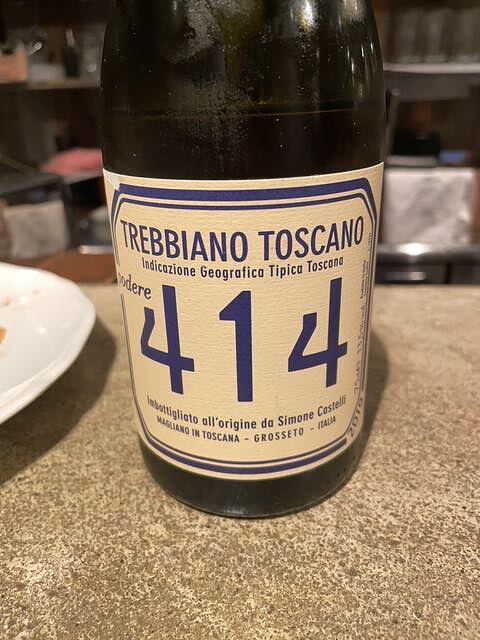 TREBBIANO TOSCANO
Indicazione Geografica Tipica Toscana
podere
414
Imbottigliato all'origine da Simone Castelli
MAGLIANO IN TOSCANA - GROSSETO - ITALIA